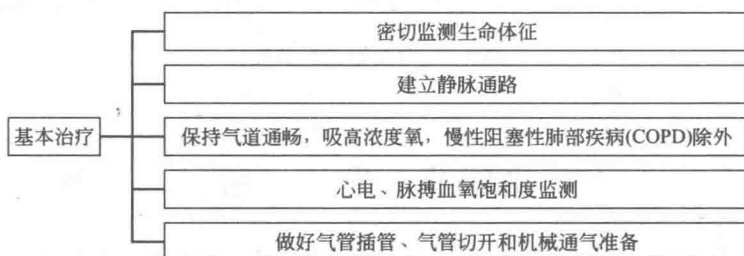 密切监测生命体征
建立静脉通路
基本治疗
保持气道通畅，吸高浓度氧，慢性阻塞性肺部疾病(COPD)除外
心电、脉搏血氧饱和度监测
做好气管插管、气管切开和机械通气准备